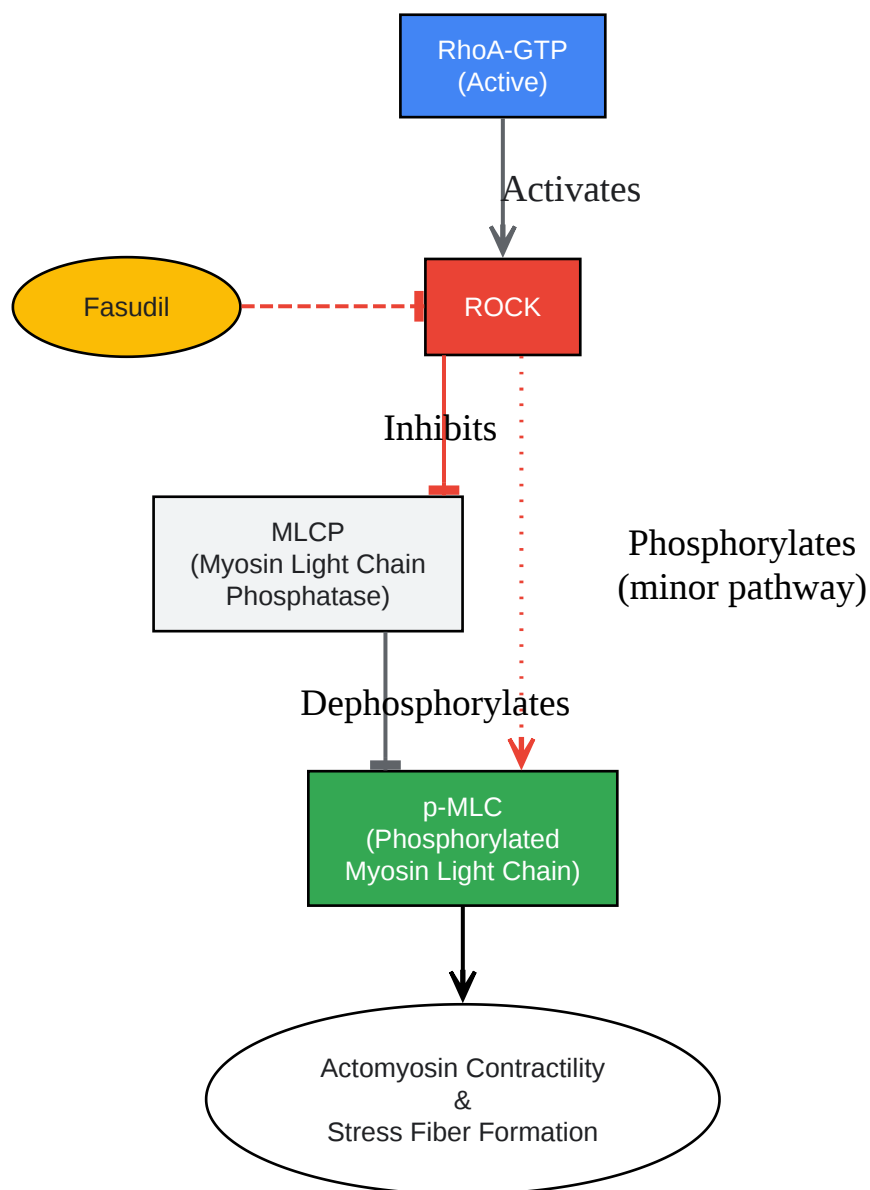 RhoA-GTP
(Active)
Activates
Fasudil
ROCK
Inhibits
MLCP
(Myosin Light Chain
Phosphatase)
Phosphorylates
(minor pathway)
Dephosphorylates
p-MLC
(Phosphorylated
Myosin Light Chain)
Actomyosin Contractility
&
Stress Fiber Formation